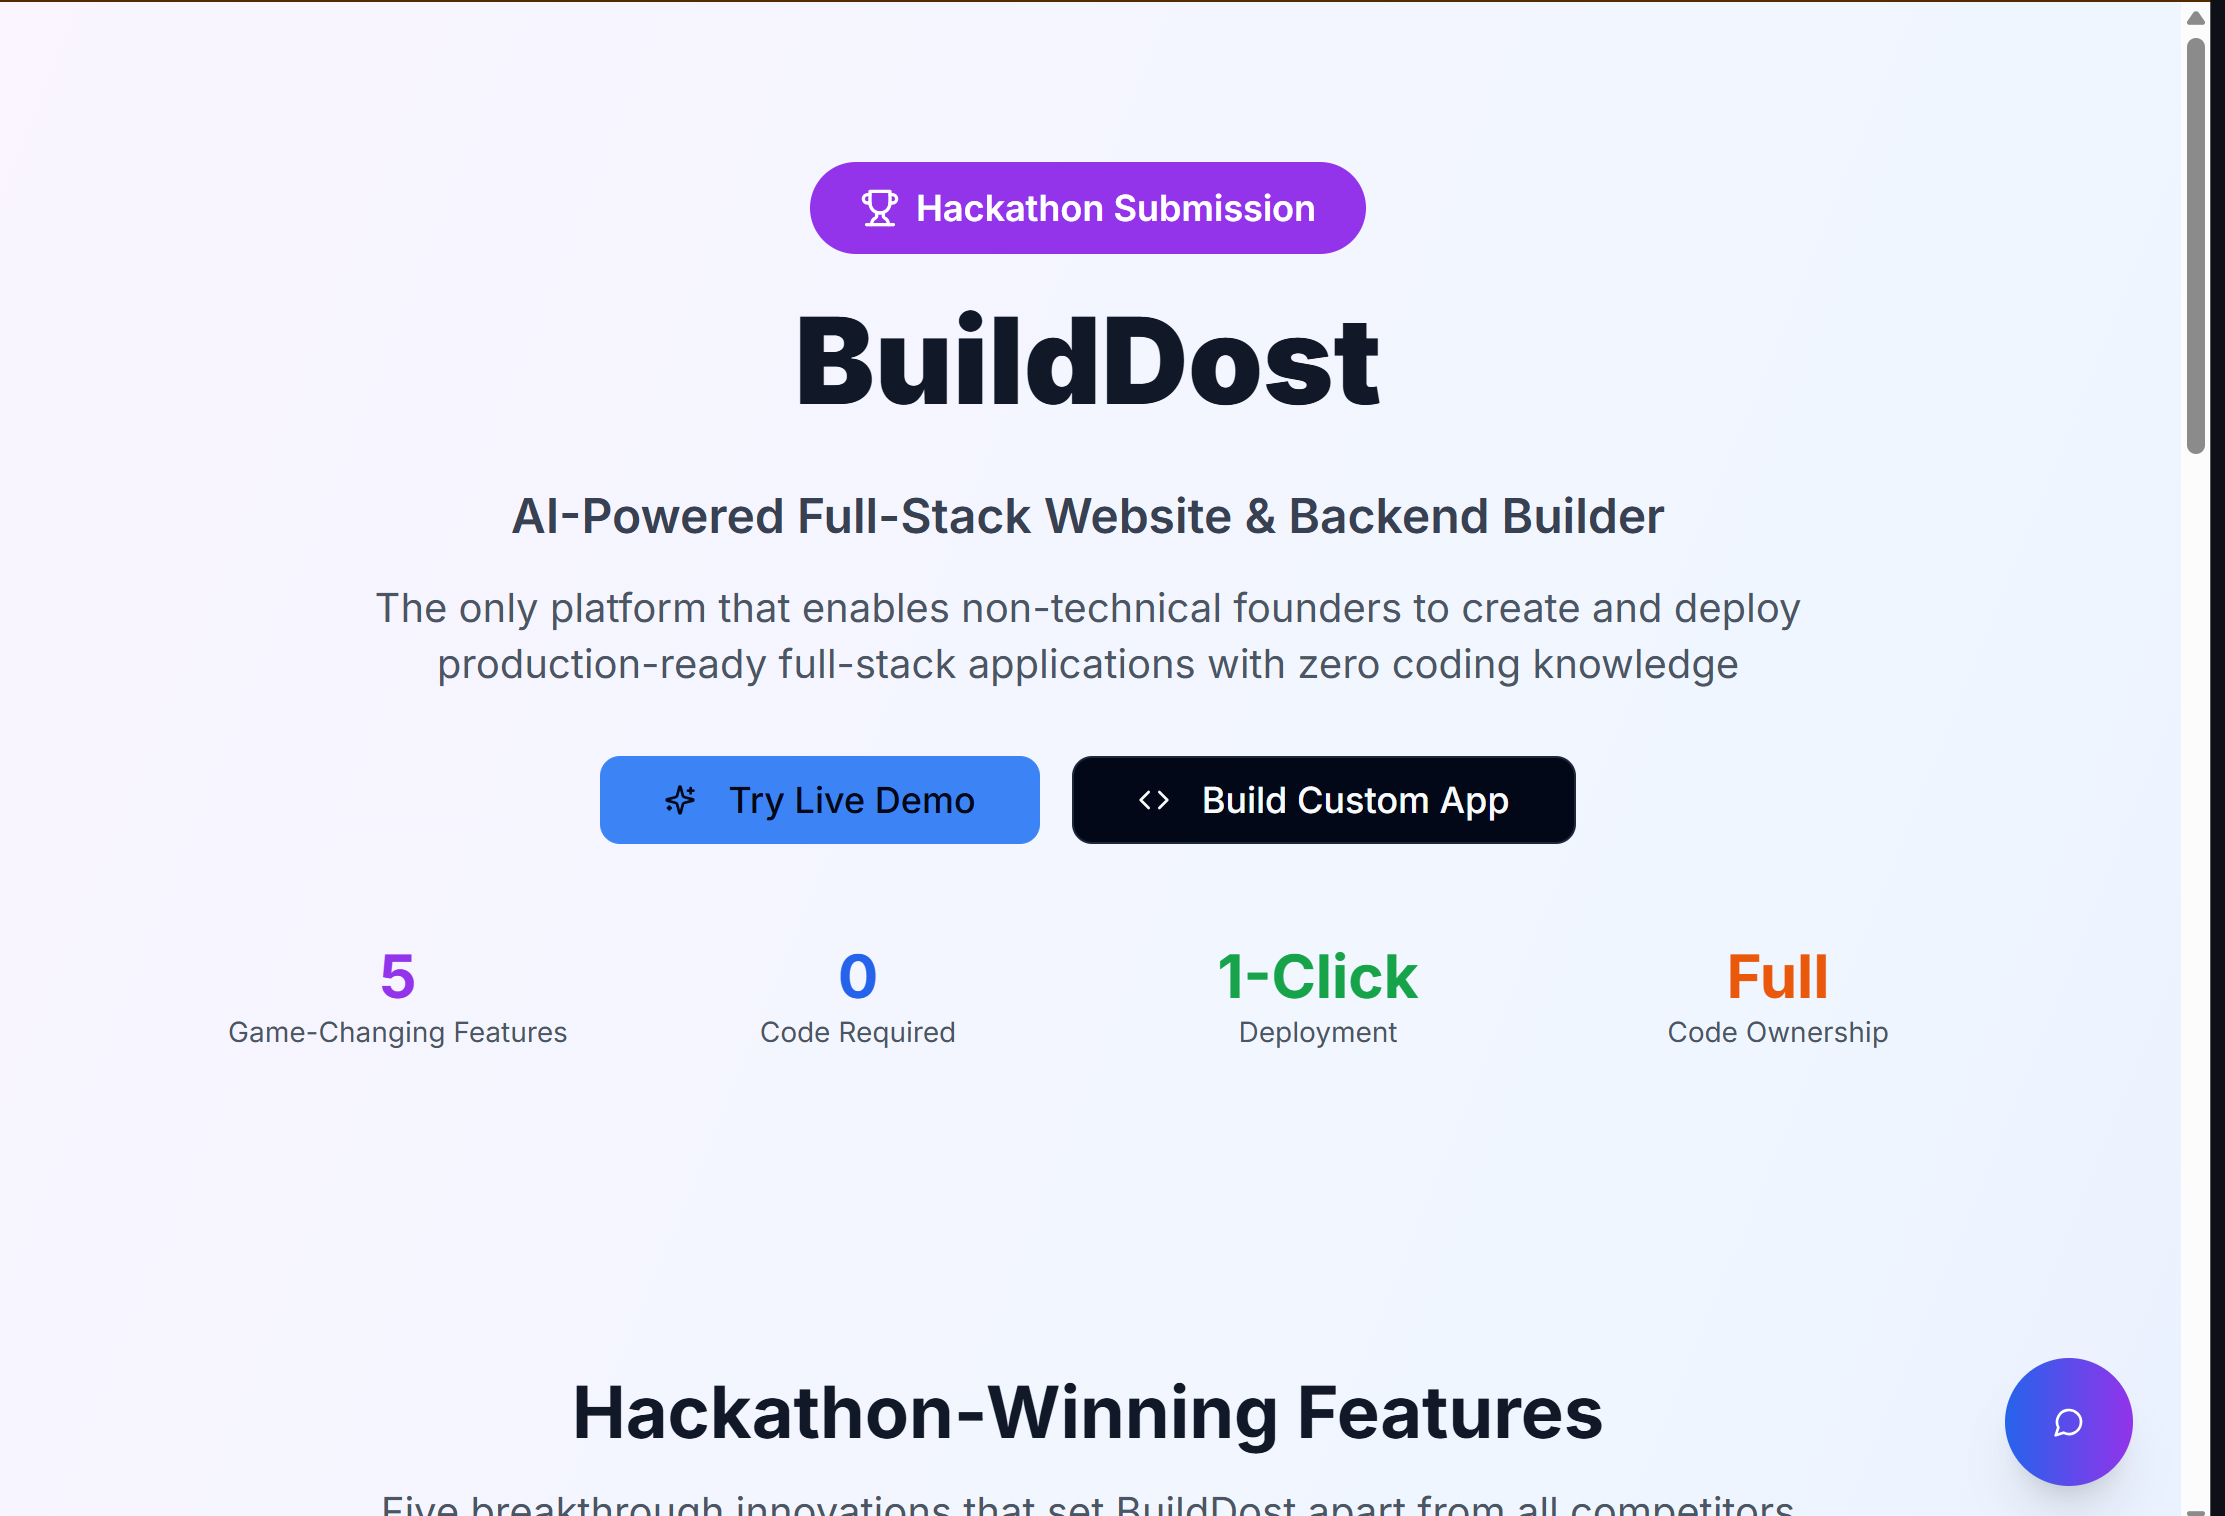 Hackathon Submission
BuildDost
AI-Powered Full-Stack Website & Backend Builder
The only platform that enables non-technical founders to create and deploy
production-ready full-stack applications with zero coding knowledge
Try Live Demo
Build Custom App
5
Game-Changing Features
0
Code Required
1-Click
Deployment
Full
Code Ownership
Hackathon-Winning Features
Five breakthrough innovations that set BuildDost apart from all competitors